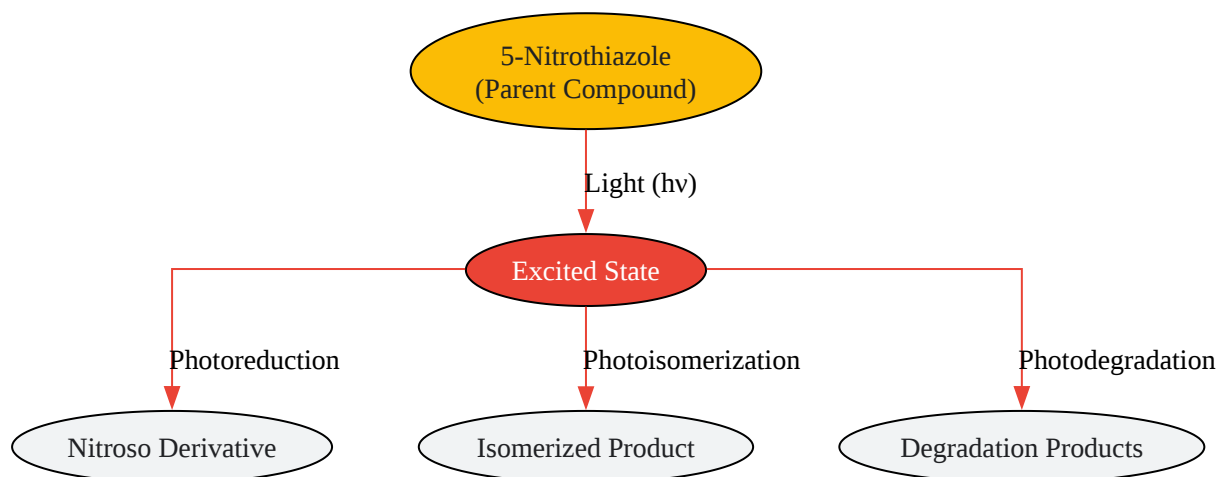 5-Nitrothiazole
(Parent Compound)
Light (hν)
Excited State
Photoreduction
Photoisomerization
Photodegradation
Nitroso Derivative
Isomerized Product
Degradation Products